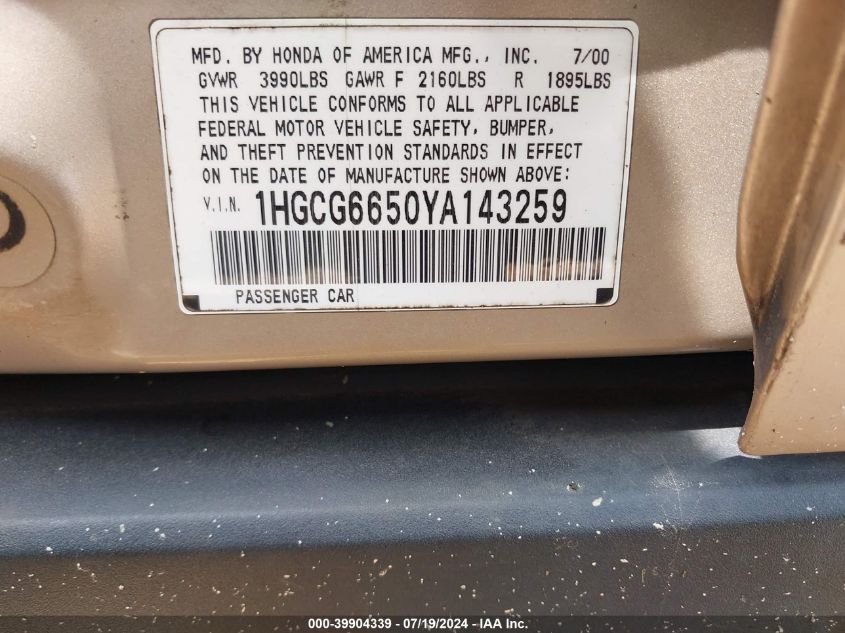 MFD. BY HONDA OF AMERICA MFG., INC. 7/00
GVWR 3990LBS GAWR F 2160LBS R 1895LBS
THIS VEHICLE CONFORMS TO ALL APPLICABLE
FEDERAL MOTOR VEHICLE SAFETY, BUMPER,
AND THEFT PREVENTION STANDARDS IN EFFECT
ON THE DATE OF MANUFACTURE SHOWN ABOVE:
V.I.N. 1HGCG6650YA143259
PASSENGER CAR
000-39904339 - 07/19/2024 - IAA Inc.